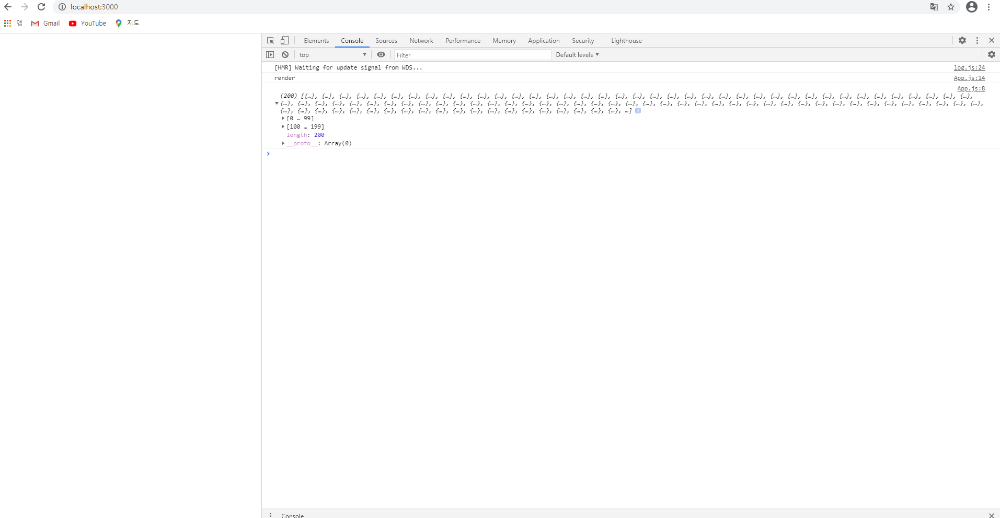 localhost:3000
앱 Gmail YouTube 지도
Elements Console Sources Network Performance Memory Application Security Lighthouse
top ▼ Filter Default levels ▼
[HMR] Waiting for update signal from WDS... log.js:24
render App.js:14
App.js:8
(200) [{…}, {…}, {…}, {…}, {…}, {…}, {…}, {…}, {…}, {…}, {…}, {…}, {…}, {…}, {…}, {…}, {…}, {…}, {…}, {…}, {…}, {…}, {…}, {…}, {…}, {…}, {…}, {…}, {…}, {…}, {…}, {…}, {…}, {…}, {…}, {…}, {…}, {…}, {…},
{…}, {…}, {…}, {…}, {…}, {…}, {…}, {…}, {…}, {…}, {…}, {…}, {…}, {…}, {…}, {…}, {…}, {…}, {…}, {…}, {…}, {…}, {…}, {…}, {…}, {…}, {…}, {…}, {…}, {…}, {…}, {…}, {…}, {…}, {…}, {…}, {…}, {…}, {…}, {…}, {…},
{…}, {…}, {…}, {…}, {…}, {…}, {…}, {…}, {…}, {…}, {…}, {…}, {…}, {…}, {…}, {…}, {…}, {…}, {…}, {…}, …] i
▶ [0 … 99]
▶ [100 … 199]
length: 200
▶ __proto__: Array(0)
>
Console